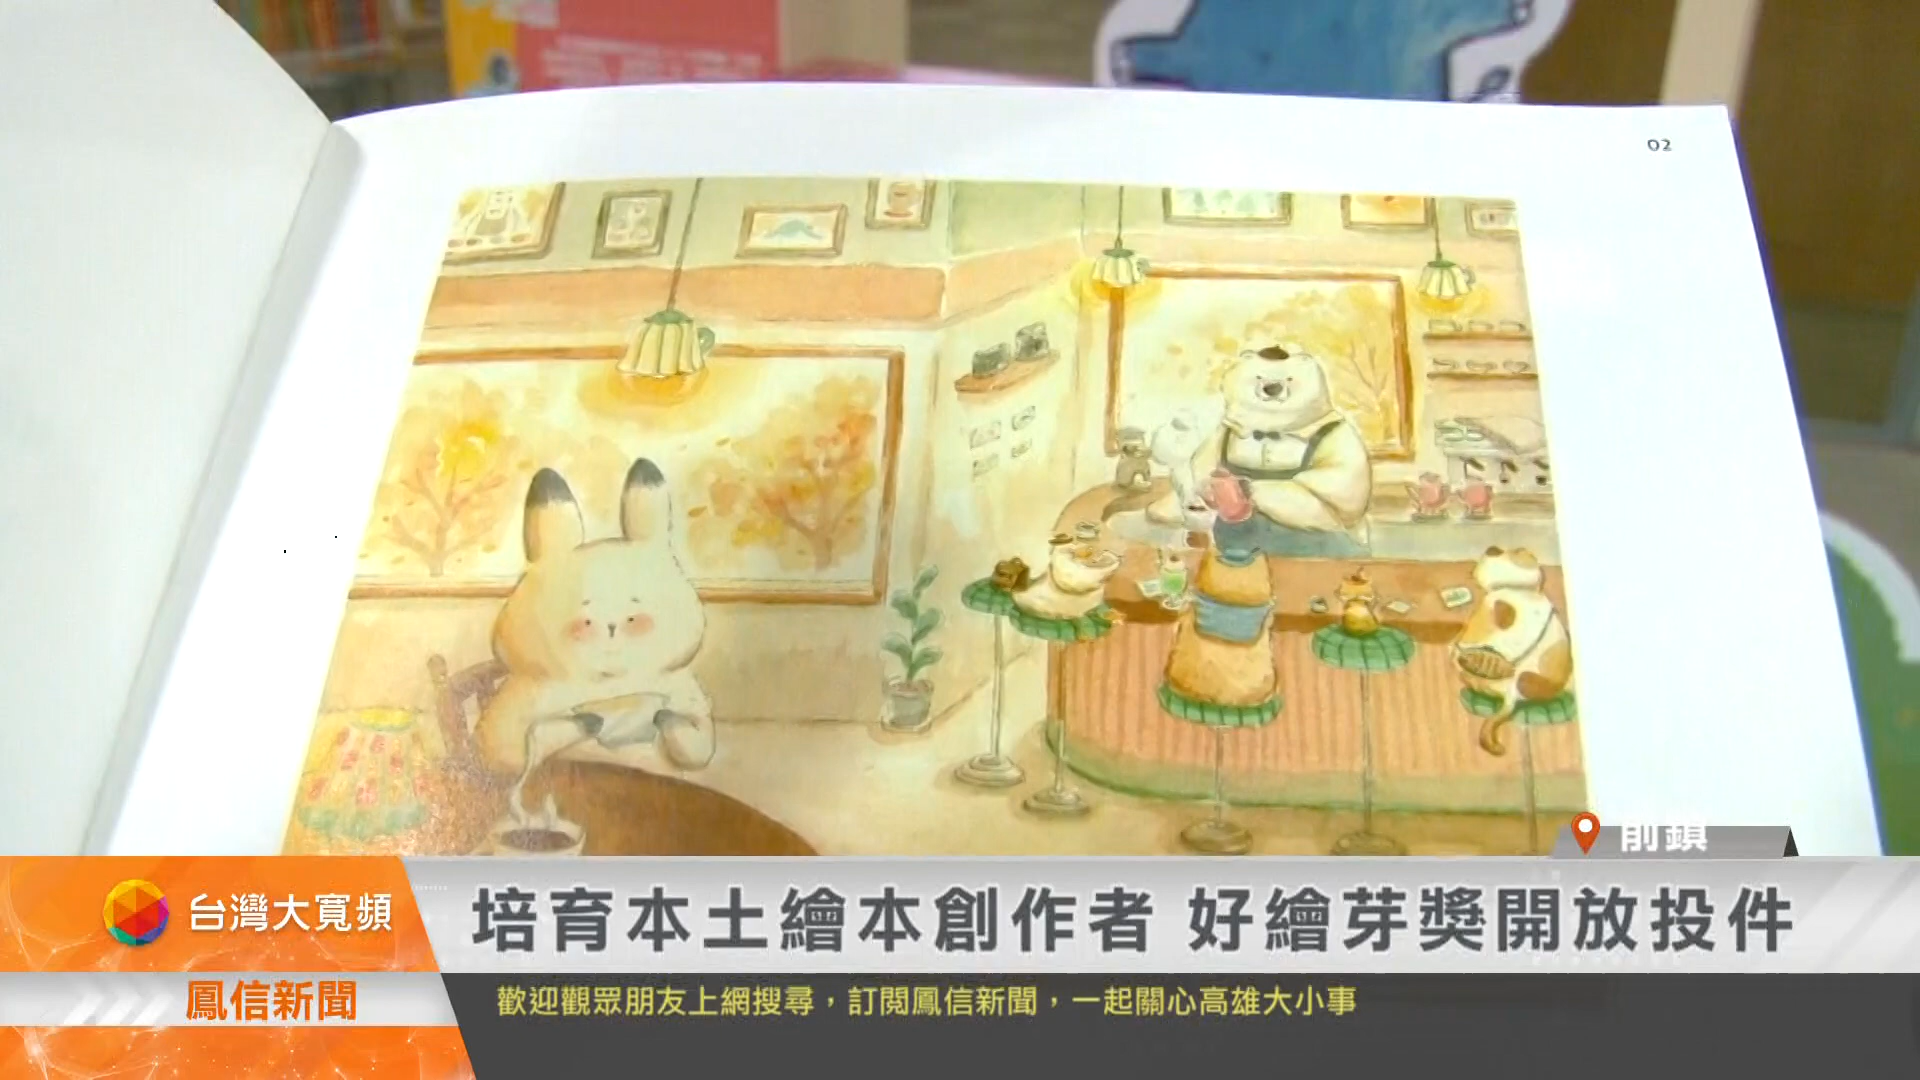 02
前鎮
台灣大寬頻
培育本土繪本創作者 好繪芽獎開放投件
鳳信新聞
歡迎觀眾朋友上網搜尋，訂閱鳳信新聞，一起關心高雄大小事